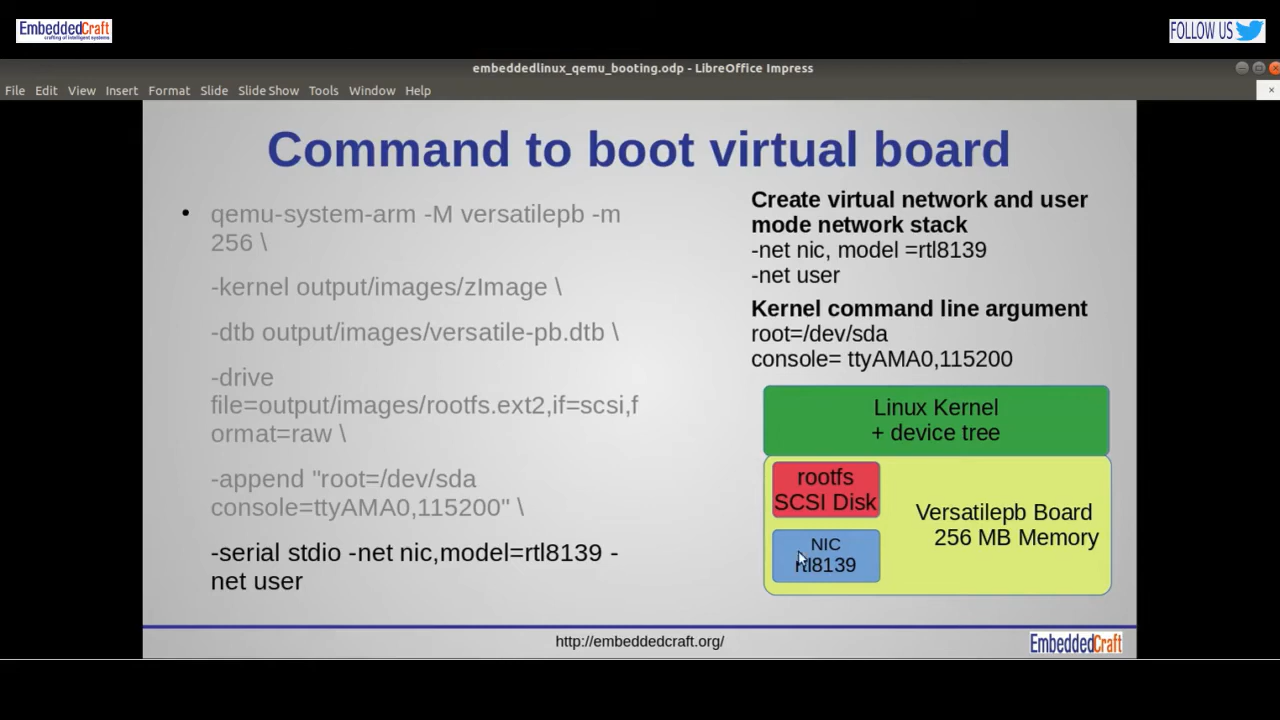 EmbeddedCraft
crafting of intelligent systems
FOLLOW US
embeddedlinux_qemu_booting.odp - LibreOffice Impress
File Edit View Insert Format Slide Slide Show Tools Window Help
Command to boot virtual board
• qemu-system-arm -M versatilepb -m
256 \
-kernel output/images/zImage \
-dtb output/images/versatile-pb.dtb \
-drive
file=output/images/rootfs.ext2,if=scsi,f
ormat=raw \
-append "root=/dev/sda
console=ttyAMA0,115200" \
-serial stdio -net nic,model=rtl8139 -
net user
Create virtual network and user
mode network stack
-net nic, model =rtl8139
-net user
Kernel command line argument
root=/dev/sda
console= ttyAMA0,115200
Linux Kernel
+ device tree
rootfs
SCSI Disk
NIC
rtl8139
Versatilepb Board
256 MB Memory
http://embeddedcraft.org/
EmbeddedCraft